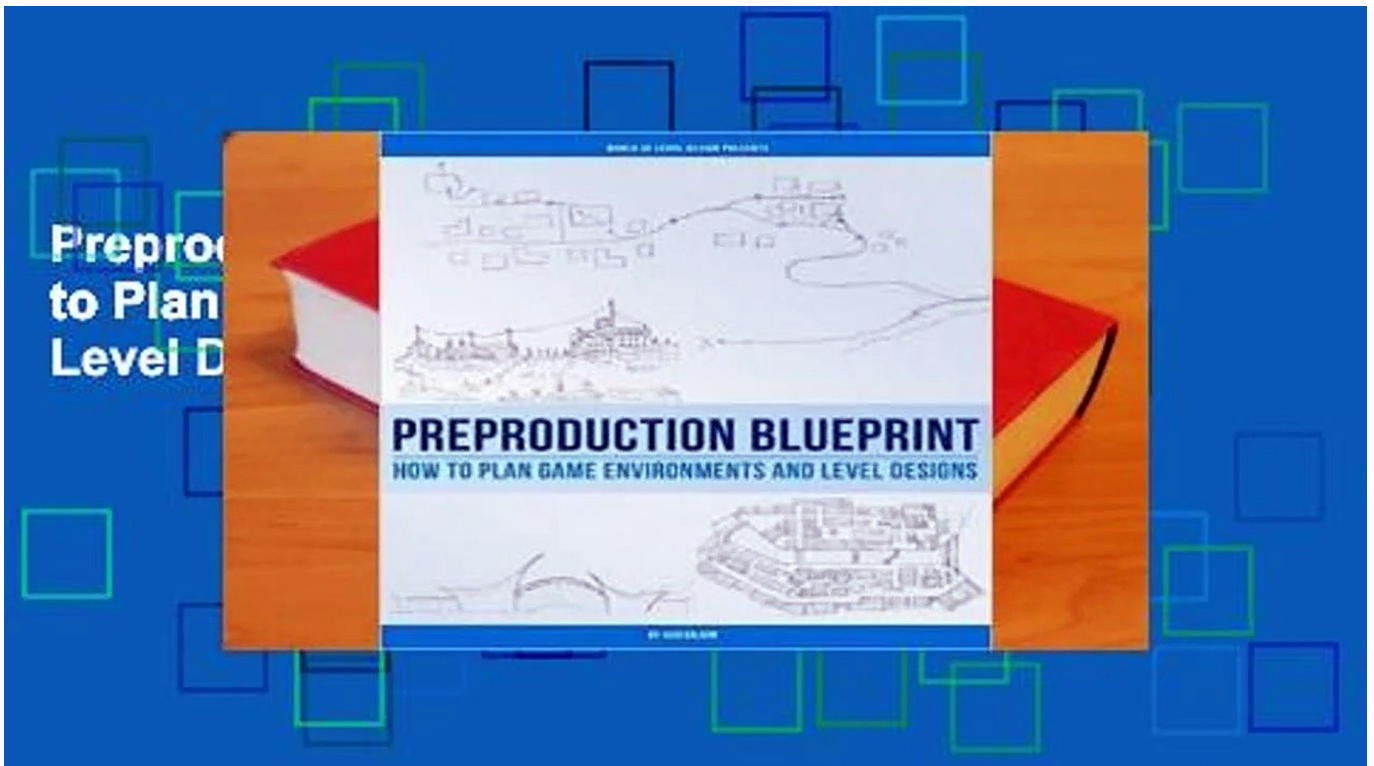 Preproc
to Plan
Level D
WORLD OF LEVEL DESIGN PRESENTS
PREPRODUCTION BLUEPRINT
HOW TO PLAN GAME ENVIRONMENTS AND LEVEL DESIGNS
BY